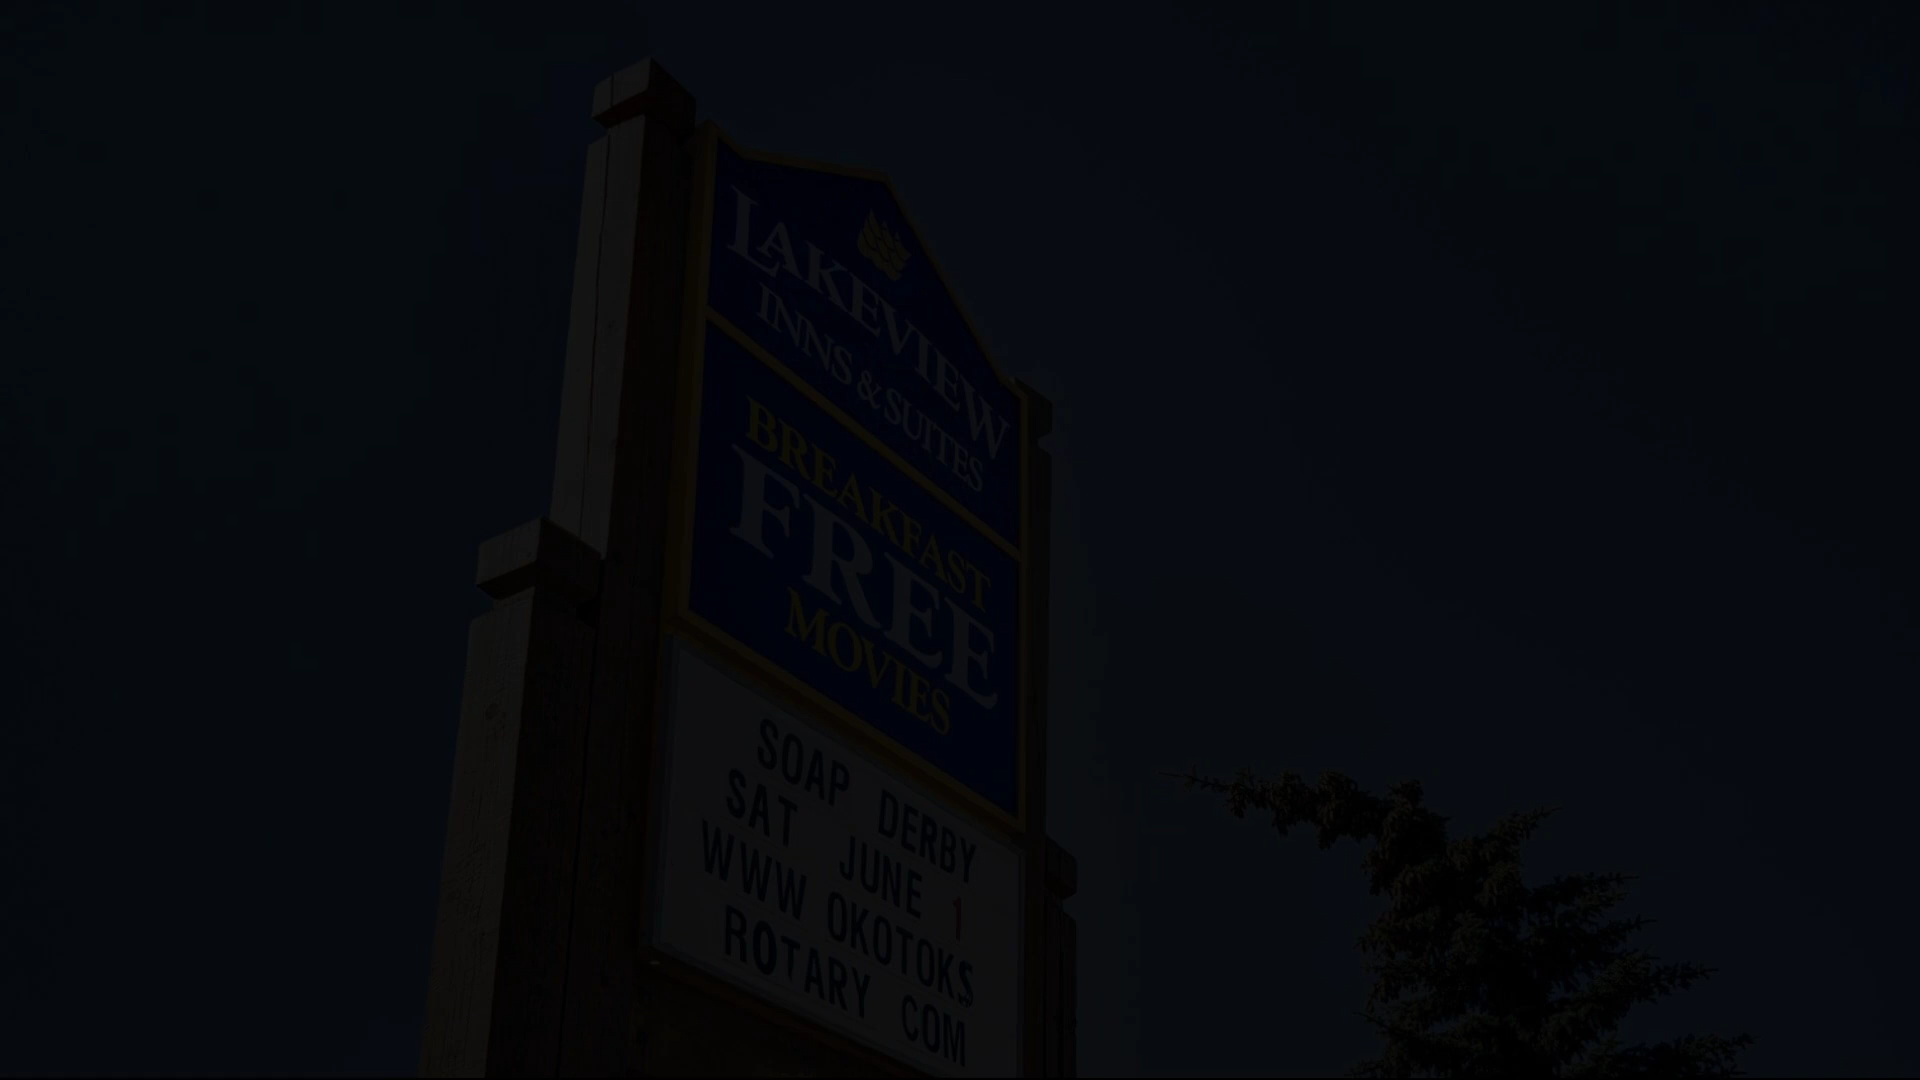 LAKEVIEW
INNS & SUITES
BREAKFAST
FREE
MOVIES
SOAP DERBY
SAT JUNE 1
WWW OKOTOKS
ROTARY COM